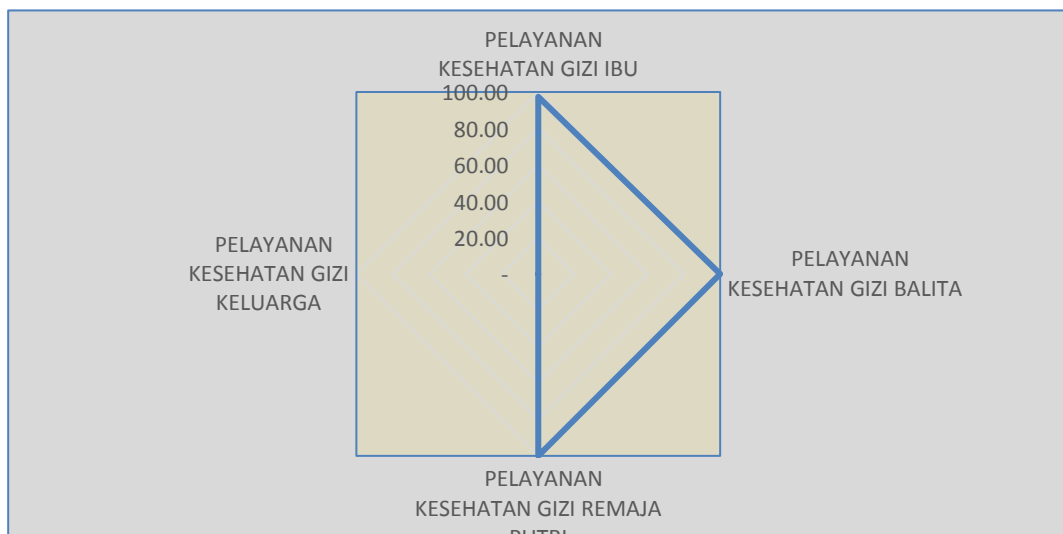 PELAYANAN
KESEHATAN GIZI IBU
100.00
80.00
60.00
40.00
20.00
-
PELAYANAN
KESEHATAN GIZI
KELUARGA
PELAYANAN
KESEHATAN GIZI BALITA
PELAYANAN
KESEHATAN GIZI REMAJA
PUTRI